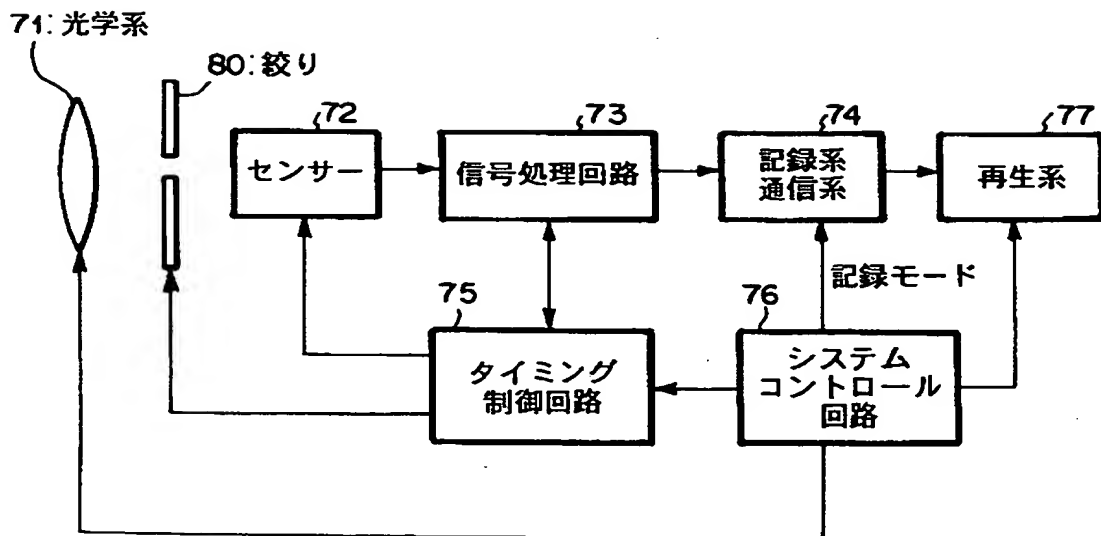 71:光学系
80:絞り
72
73
74
77
センサー
信号処理回路
記録系
通信系
再生系
記録モード
75
76
タイミング
制御回路
システム
コントロール
回路